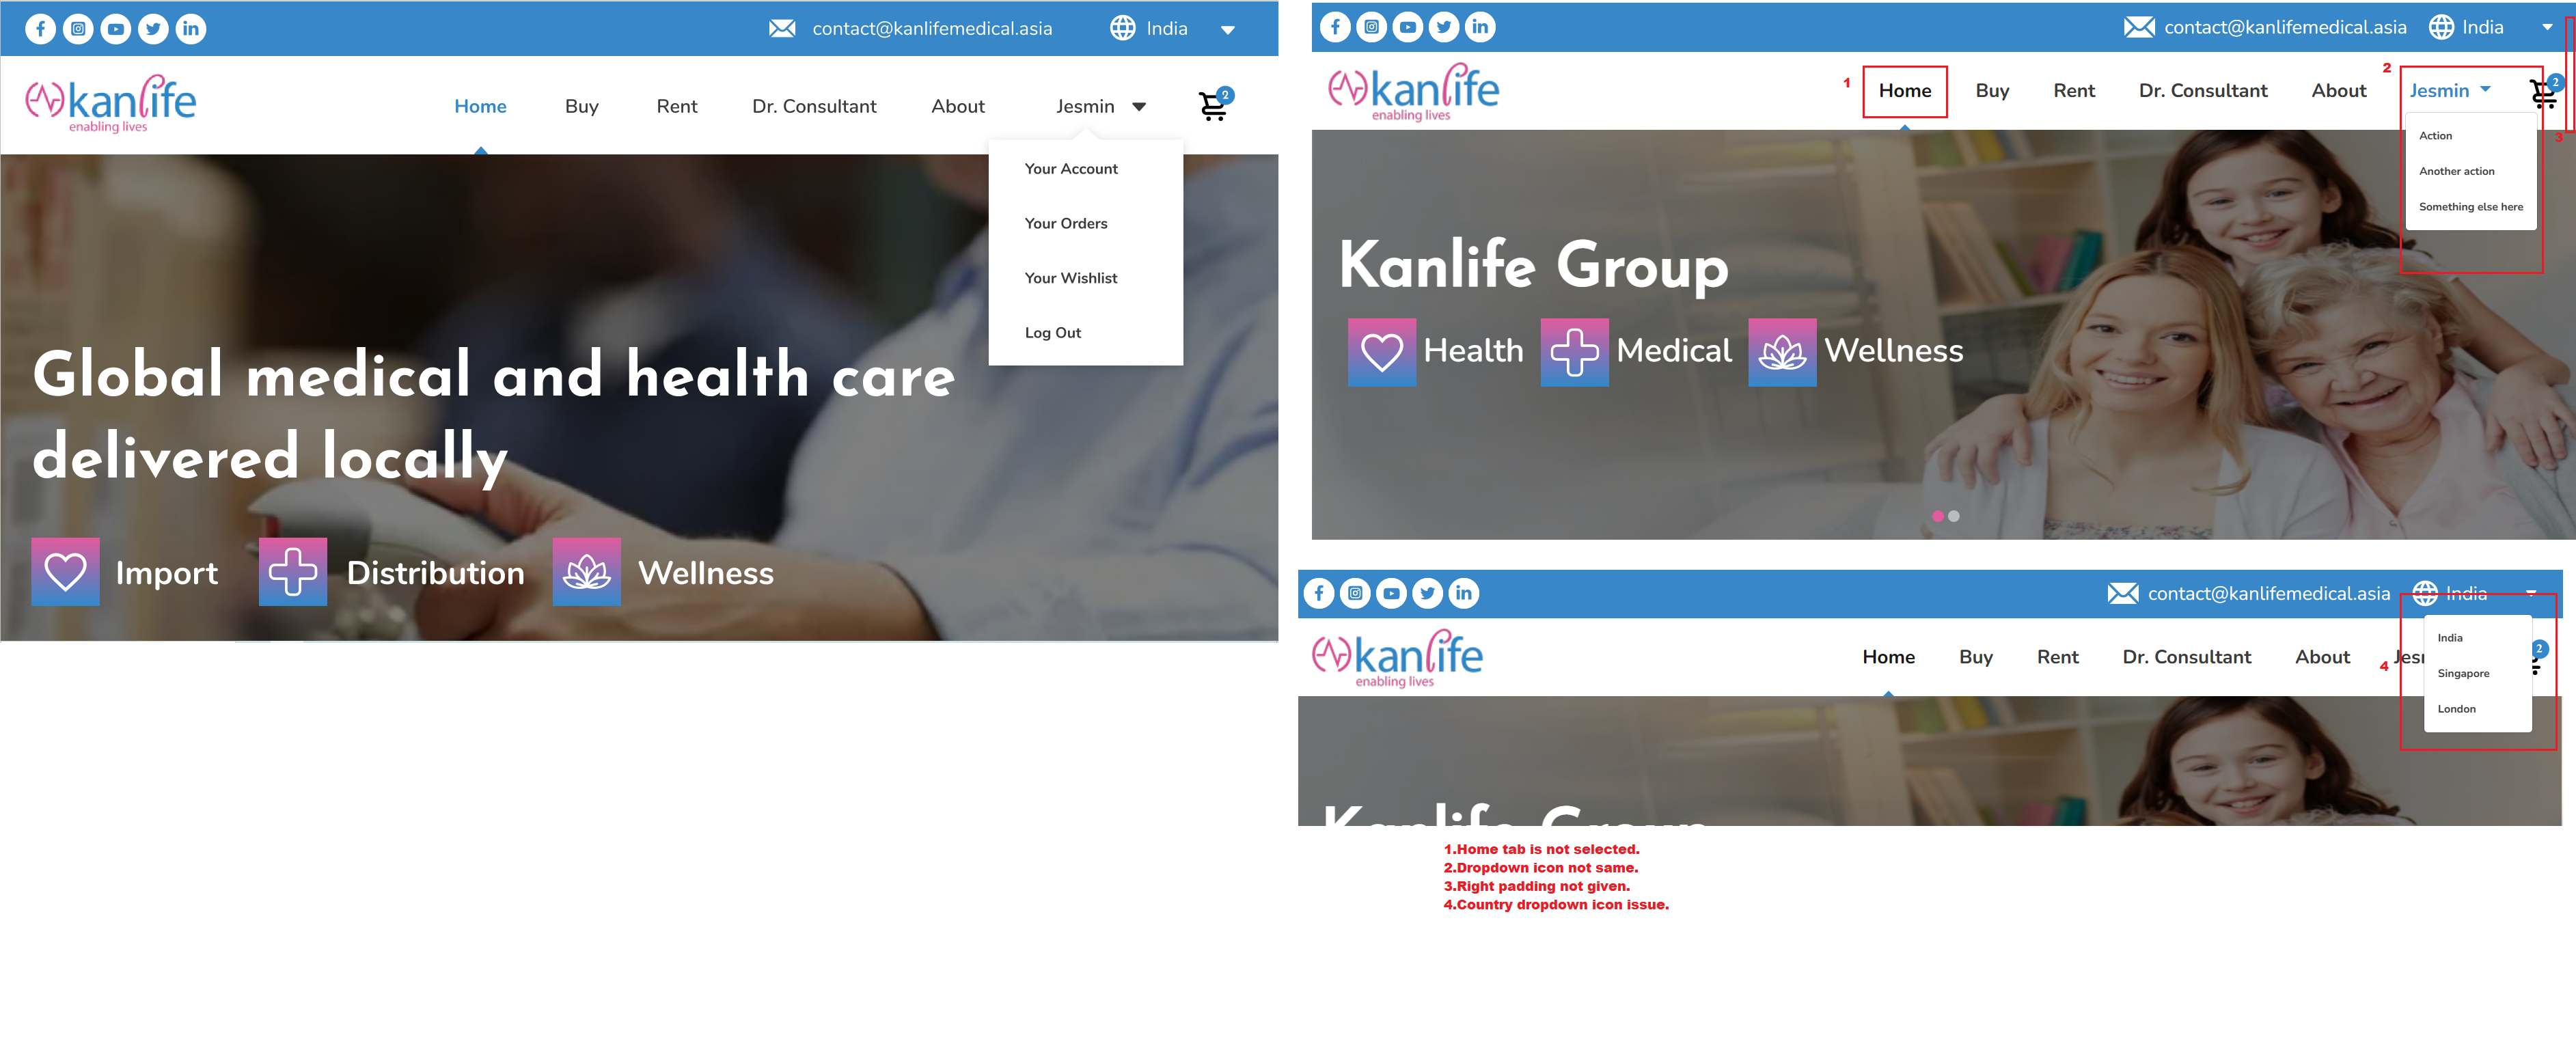 contact@kanlifemedical.asia India
kanlife
enabling lives
Home Buy Rent Dr. Consultant About Jesmin 2
Your Account
Your Orders
Your Wishlist
Log Out
Global medical and health care
delivered locally
Import Distribution Wellness
contact@kanlifemedical.asia India
kanlife
enabling lives
1 Home Buy Rent Dr. Consultant About 2 Jesmin 2
3
Action
Another action
Something else here
Kanlife Group
Health Medical Wellness
contact@kanlifemedical.asia India
kanlife
enabling lives
Home Buy Rent Dr. Consultant About Jesr 2
4
India
Singapore
London
Kanlife Group
1.Home tab is not selected.
2.Dropdown icon not same.
3.Right padding not given.
4.Country dropdown icon issue.